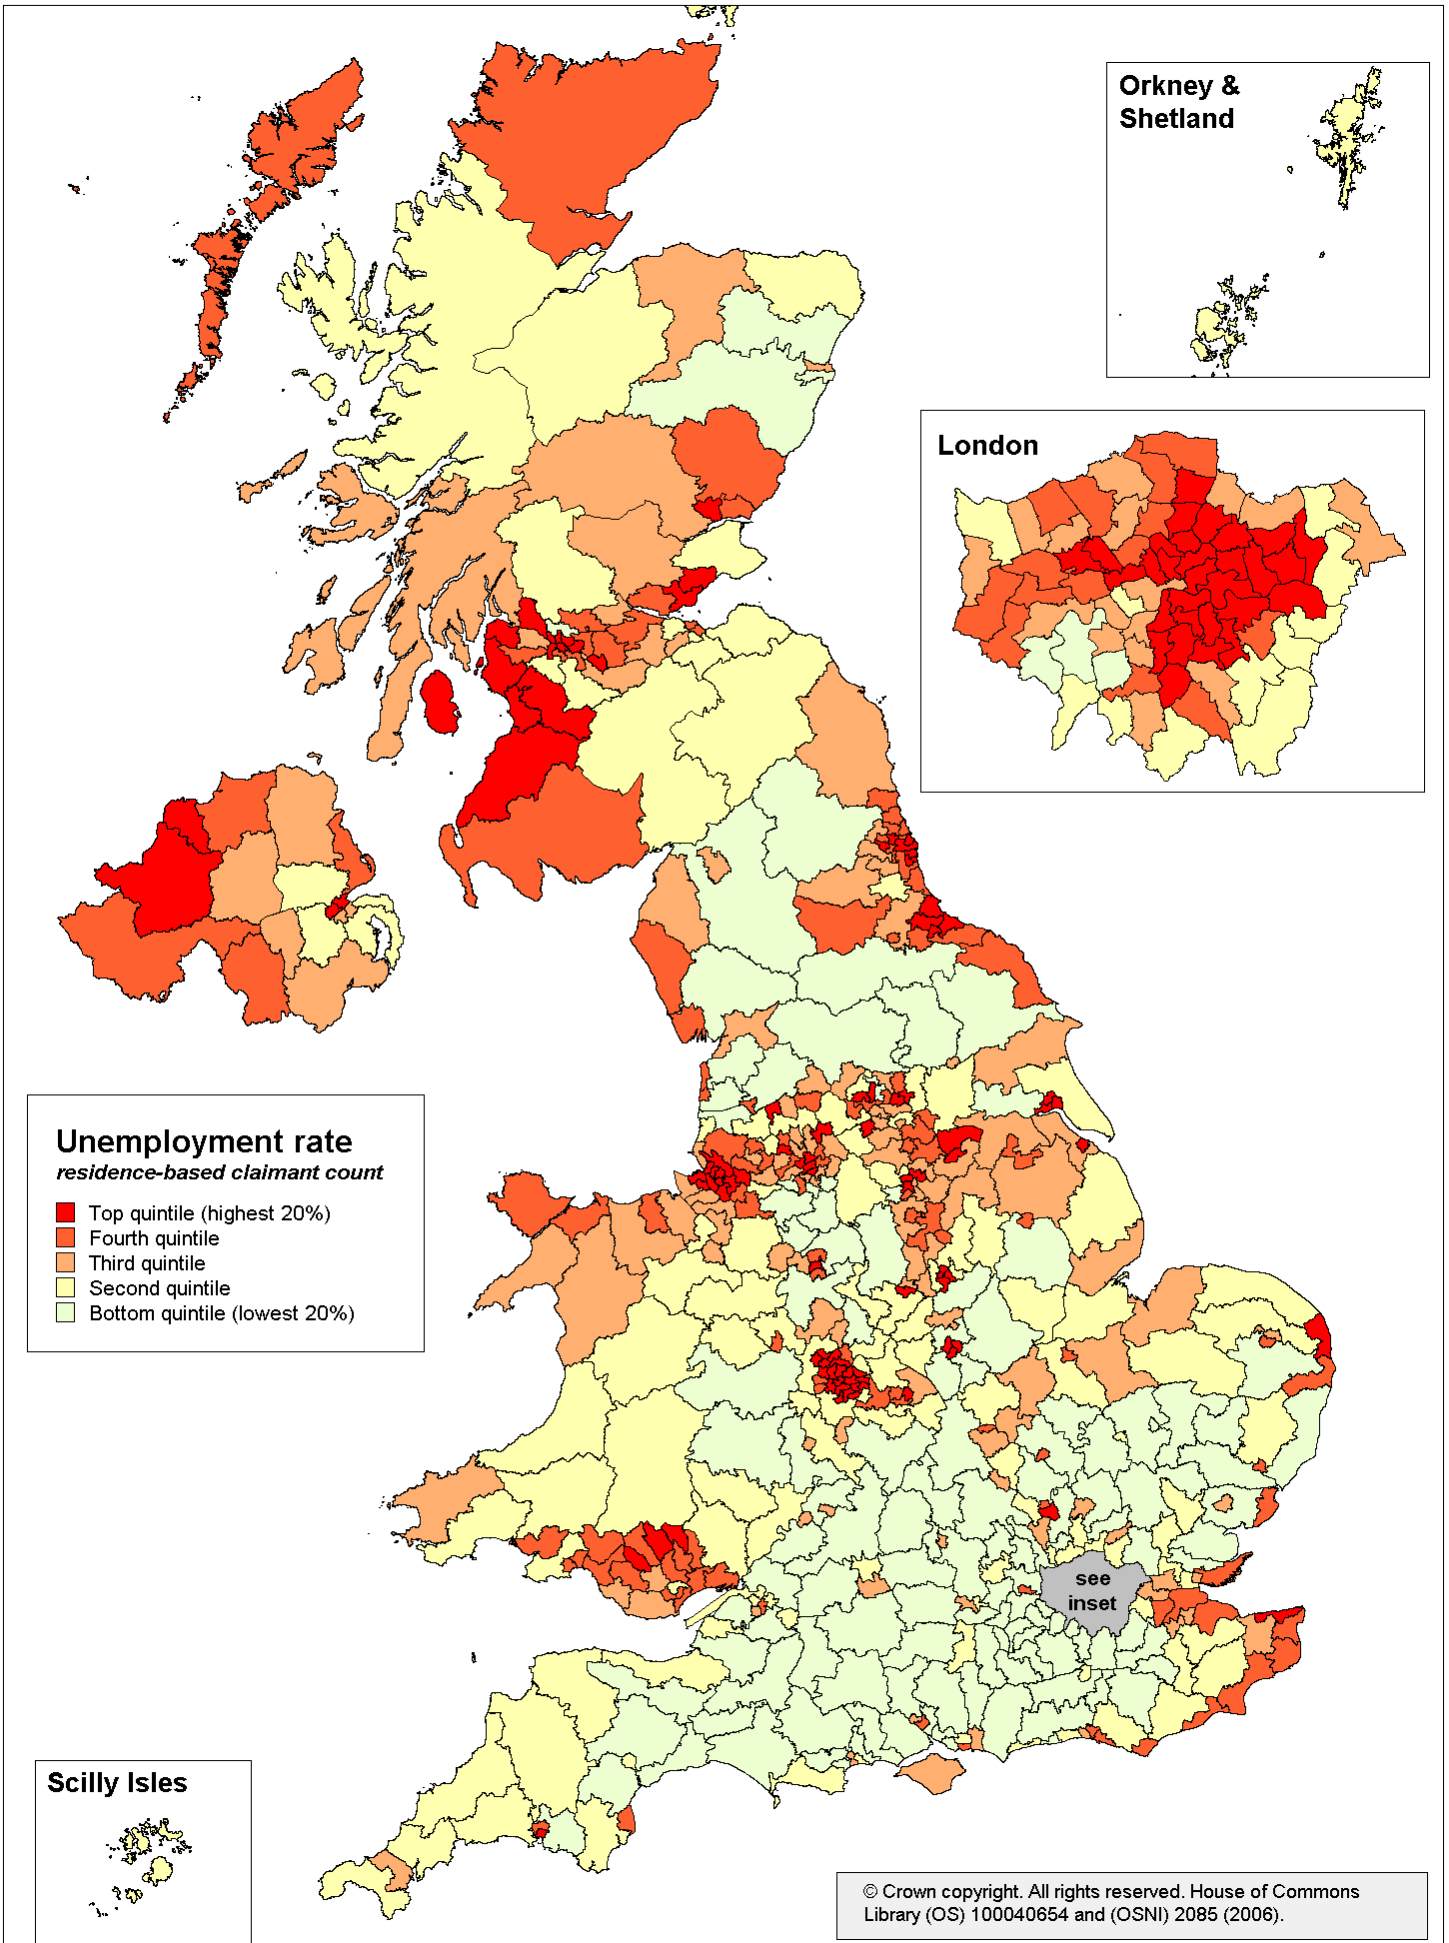 Orkney &
Shetland
London
Unemployment rate
residence-based claimant count
Top quintile (highest 20%)
Fourth quintile
Third quintile
Second quintile
Bottom quintile (lowest 20%)
see
inset
Scilly Isles
© Crown copyright. All rights reserved. House of Commons
Library (OS) 100040654 and (OSNI) 2085 (2006).